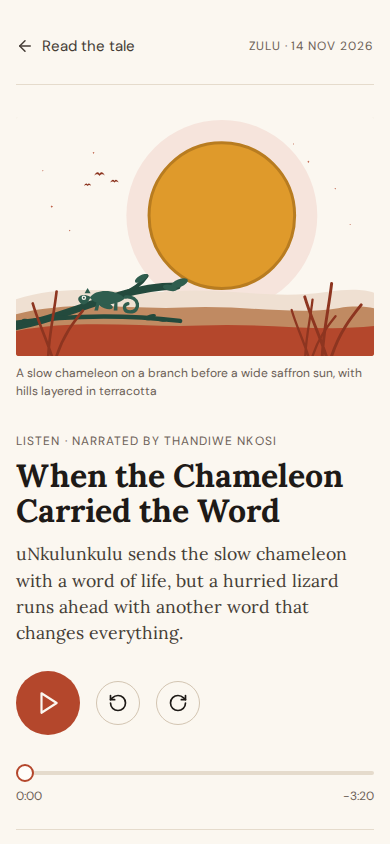 Read the tale
ZULU · 14 NOV 2026
A slow chameleon on a branch before a wide saffron sun, with
hills layered in terracotta
LISTEN · NARRATED BY THANDIWE NKOSI
When the Chameleon
Carried the Word
uNkulunkulu sends the slow chameleon
with a word of life, but a hurried lizard
runs ahead with another word that
changes everything.
0:00
−3:20